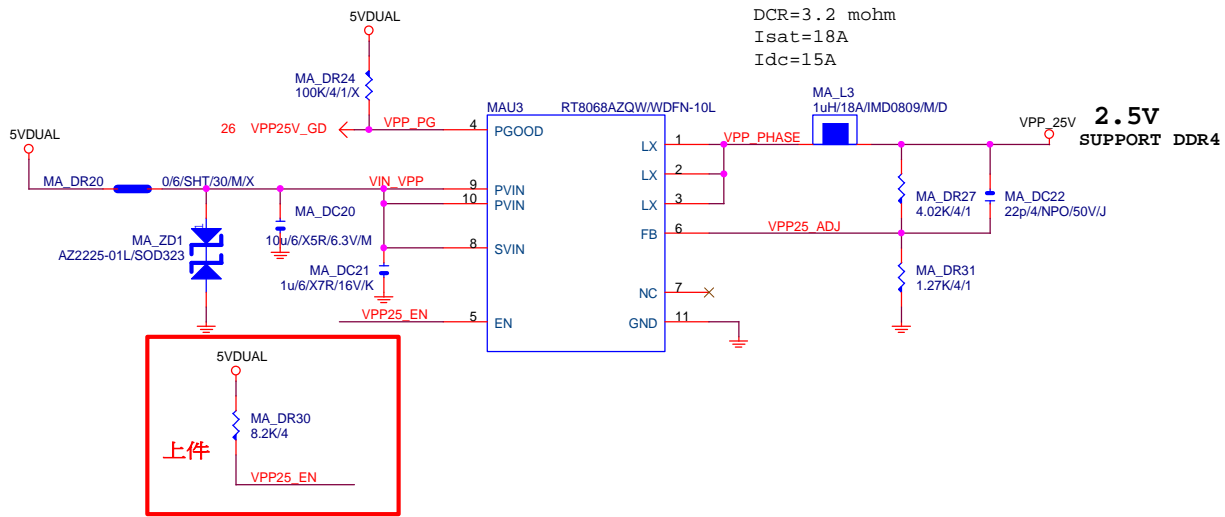 DCR=3.2 mohm
Isat=18A
Idc=15A
5VDUAL
MA_DR24
100K/4/1/X
MAU3
RT8068AZQW/WDFN-10L
MA_L3
1uH/18A/IMD0809/M/D
26 VPP25V_GD
VPP_PG
4
PGOOD
1
LX
VPP_PHASE
VPP_25V
2.5V
SUPPORT DDR4
5VDUAL
MA_DR20
0/6/SHT/30/M/X
VIN_VPP
9
PVIN
10
PVIN
2
LX
3
LX
MA_DR27
4.02K/4/1
MA_DC22
22p/4/NPO/50V/J
MA_ZD1
AZ2225-01L/SOD323
MA_DC20
10u/6/X5R/6.3V/M
8
SVIN
6
FB
VPP25_ADJ
MA_DC21
1u/6/X7R/16V/K
MA_DR31
1.27K/4/1
7
NC
VPP25_EN
5
EN
11
GND
5VDUAL
MA_DR30
8.2K/4
上件
VPP25_EN